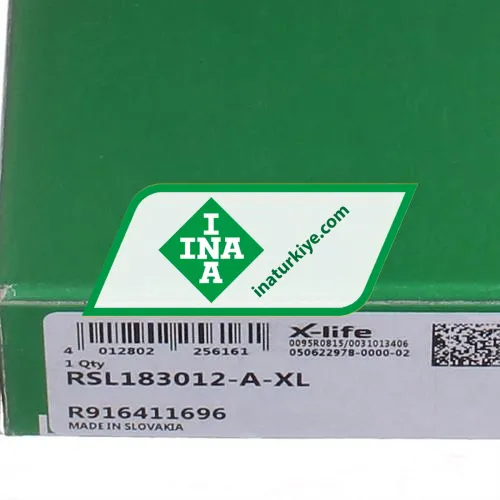 I
INA
A
inaturkiye.com
X-life
0095R0815/0031013406
050622978-0000-02
4 012802 256161
1 Qty
RSL183012-A-XL
R916411696
MADE IN SLOVAKIA